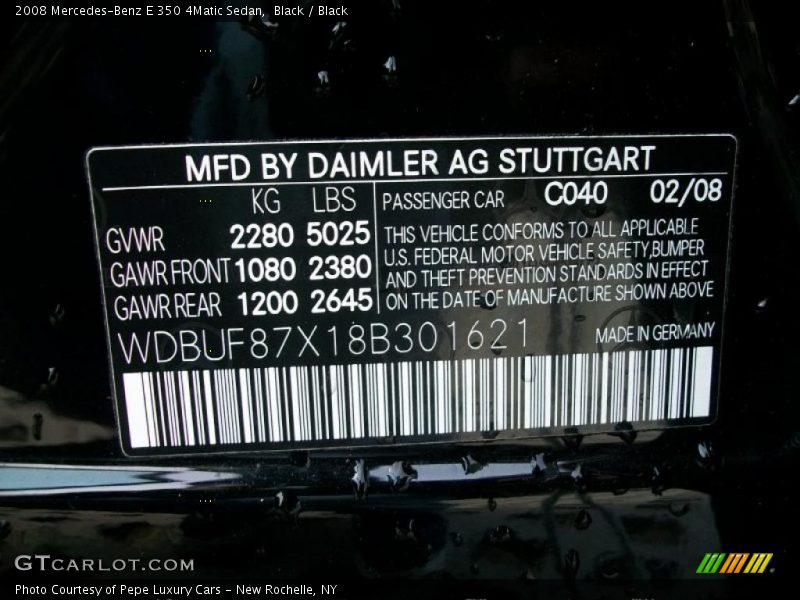 2008 Mercedes-Benz E 350 4Matic Sedan,  Black / Black
MFD BY DAIMLER AG STUTTGART
KG LBS
GVWR 2280 5025
GAWR FRONT 1080 2380
GAWR REAR 1200 2645
PASSENGER CAR C040 02/08
THIS VEHICLE CONFORMS TO ALL APPLICABLE
U.S. FEDERAL MOTOR VEHICLE SAFETY,BUMPER
AND THEFT PREVENTION STANDARDS IN EFFECT
ON THE DATE OF MANUFACTURE SHOWN ABOVE
WDBUF87X18B301621 MADE IN GERMANY
GTCARLOT.COM
Photo Courtesy of Pepe Luxury Cars - New Rochelle, NY